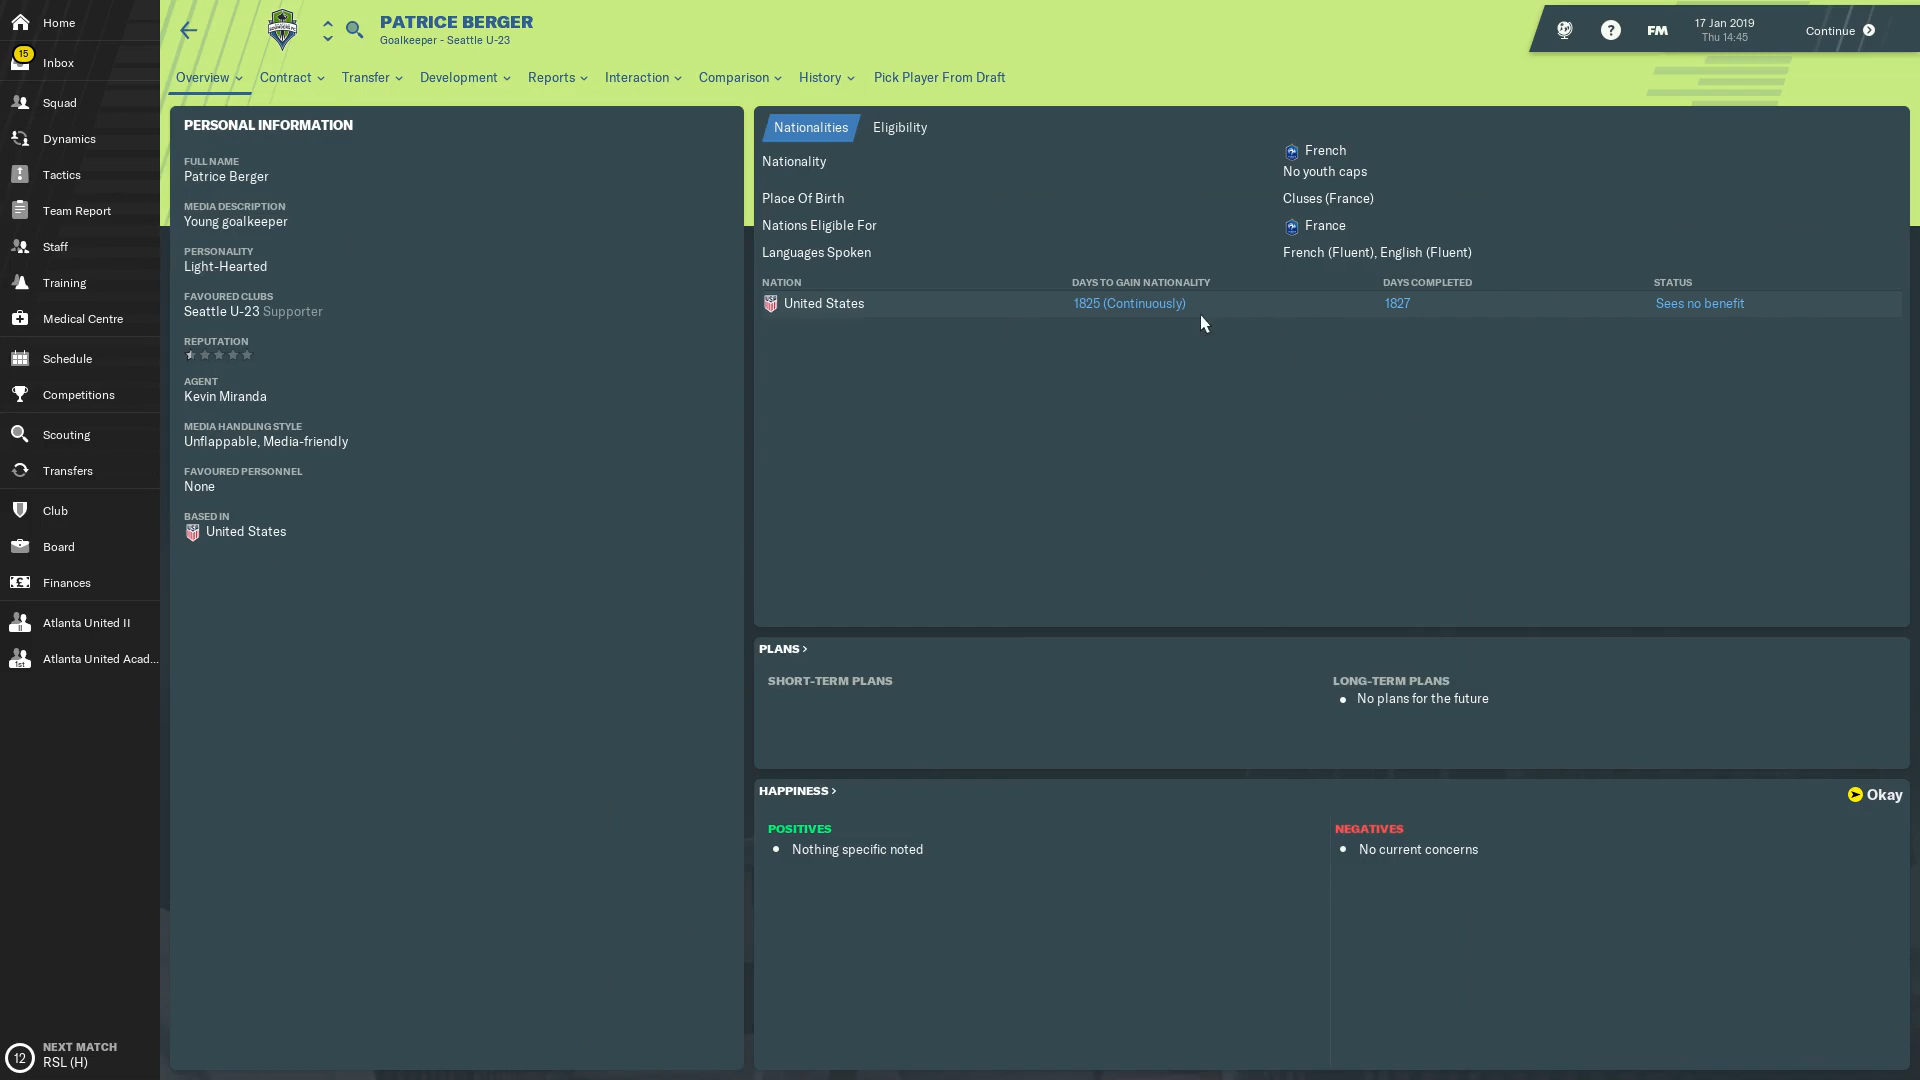 Home
15
Inbox
Squad
Dynamics
Tactics
Team Report
Staff
Training
Medical Centre
Schedule
Competitions
Scouting
Transfers
Club
Board
Finances
Atlanta United II
Atlanta United Acad...
12
NEXT MATCH
RSL (H)
PATRICE BERGER
Goalkeeper - Seattle U-23
?
FM
17 Jan 2019
Thu 14:45
Continue
Overview
Contract
Transfer
Development
Reports
Interaction
Comparison
History
Pick Player From Draft
PERSONAL INFORMATION
FULL NAME
Patrice Berger
MEDIA DESCRIPTION
Young goalkeeper
PERSONALITY
Light-Hearted
FAVOURED CLUBS
Seattle U-23 Supporter
REPUTATION
AGENT
Kevin Miranda
MEDIA HANDLING STYLE
Unflappable, Media-friendly
FAVOURED PERSONNEL
None
BASED IN
United States
Nationalities
Eligibility
Nationality
French
No youth caps
Place Of Birth
Cluses (France)
Nations Eligible For
France
Languages Spoken
French (Fluent), English (Fluent)
NATION
DAYS TO GAIN NATIONALITY
DAYS COMPLETED
STATUS
United States
1825 (Continuously)
1827
Sees no benefit
PLANS >
SHORT-TERM PLANS
LONG-TERM PLANS
• No plans for the future
HAPPINESS >
Okay
POSITIVES
• Nothing specific noted
NEGATIVES
• No current concerns